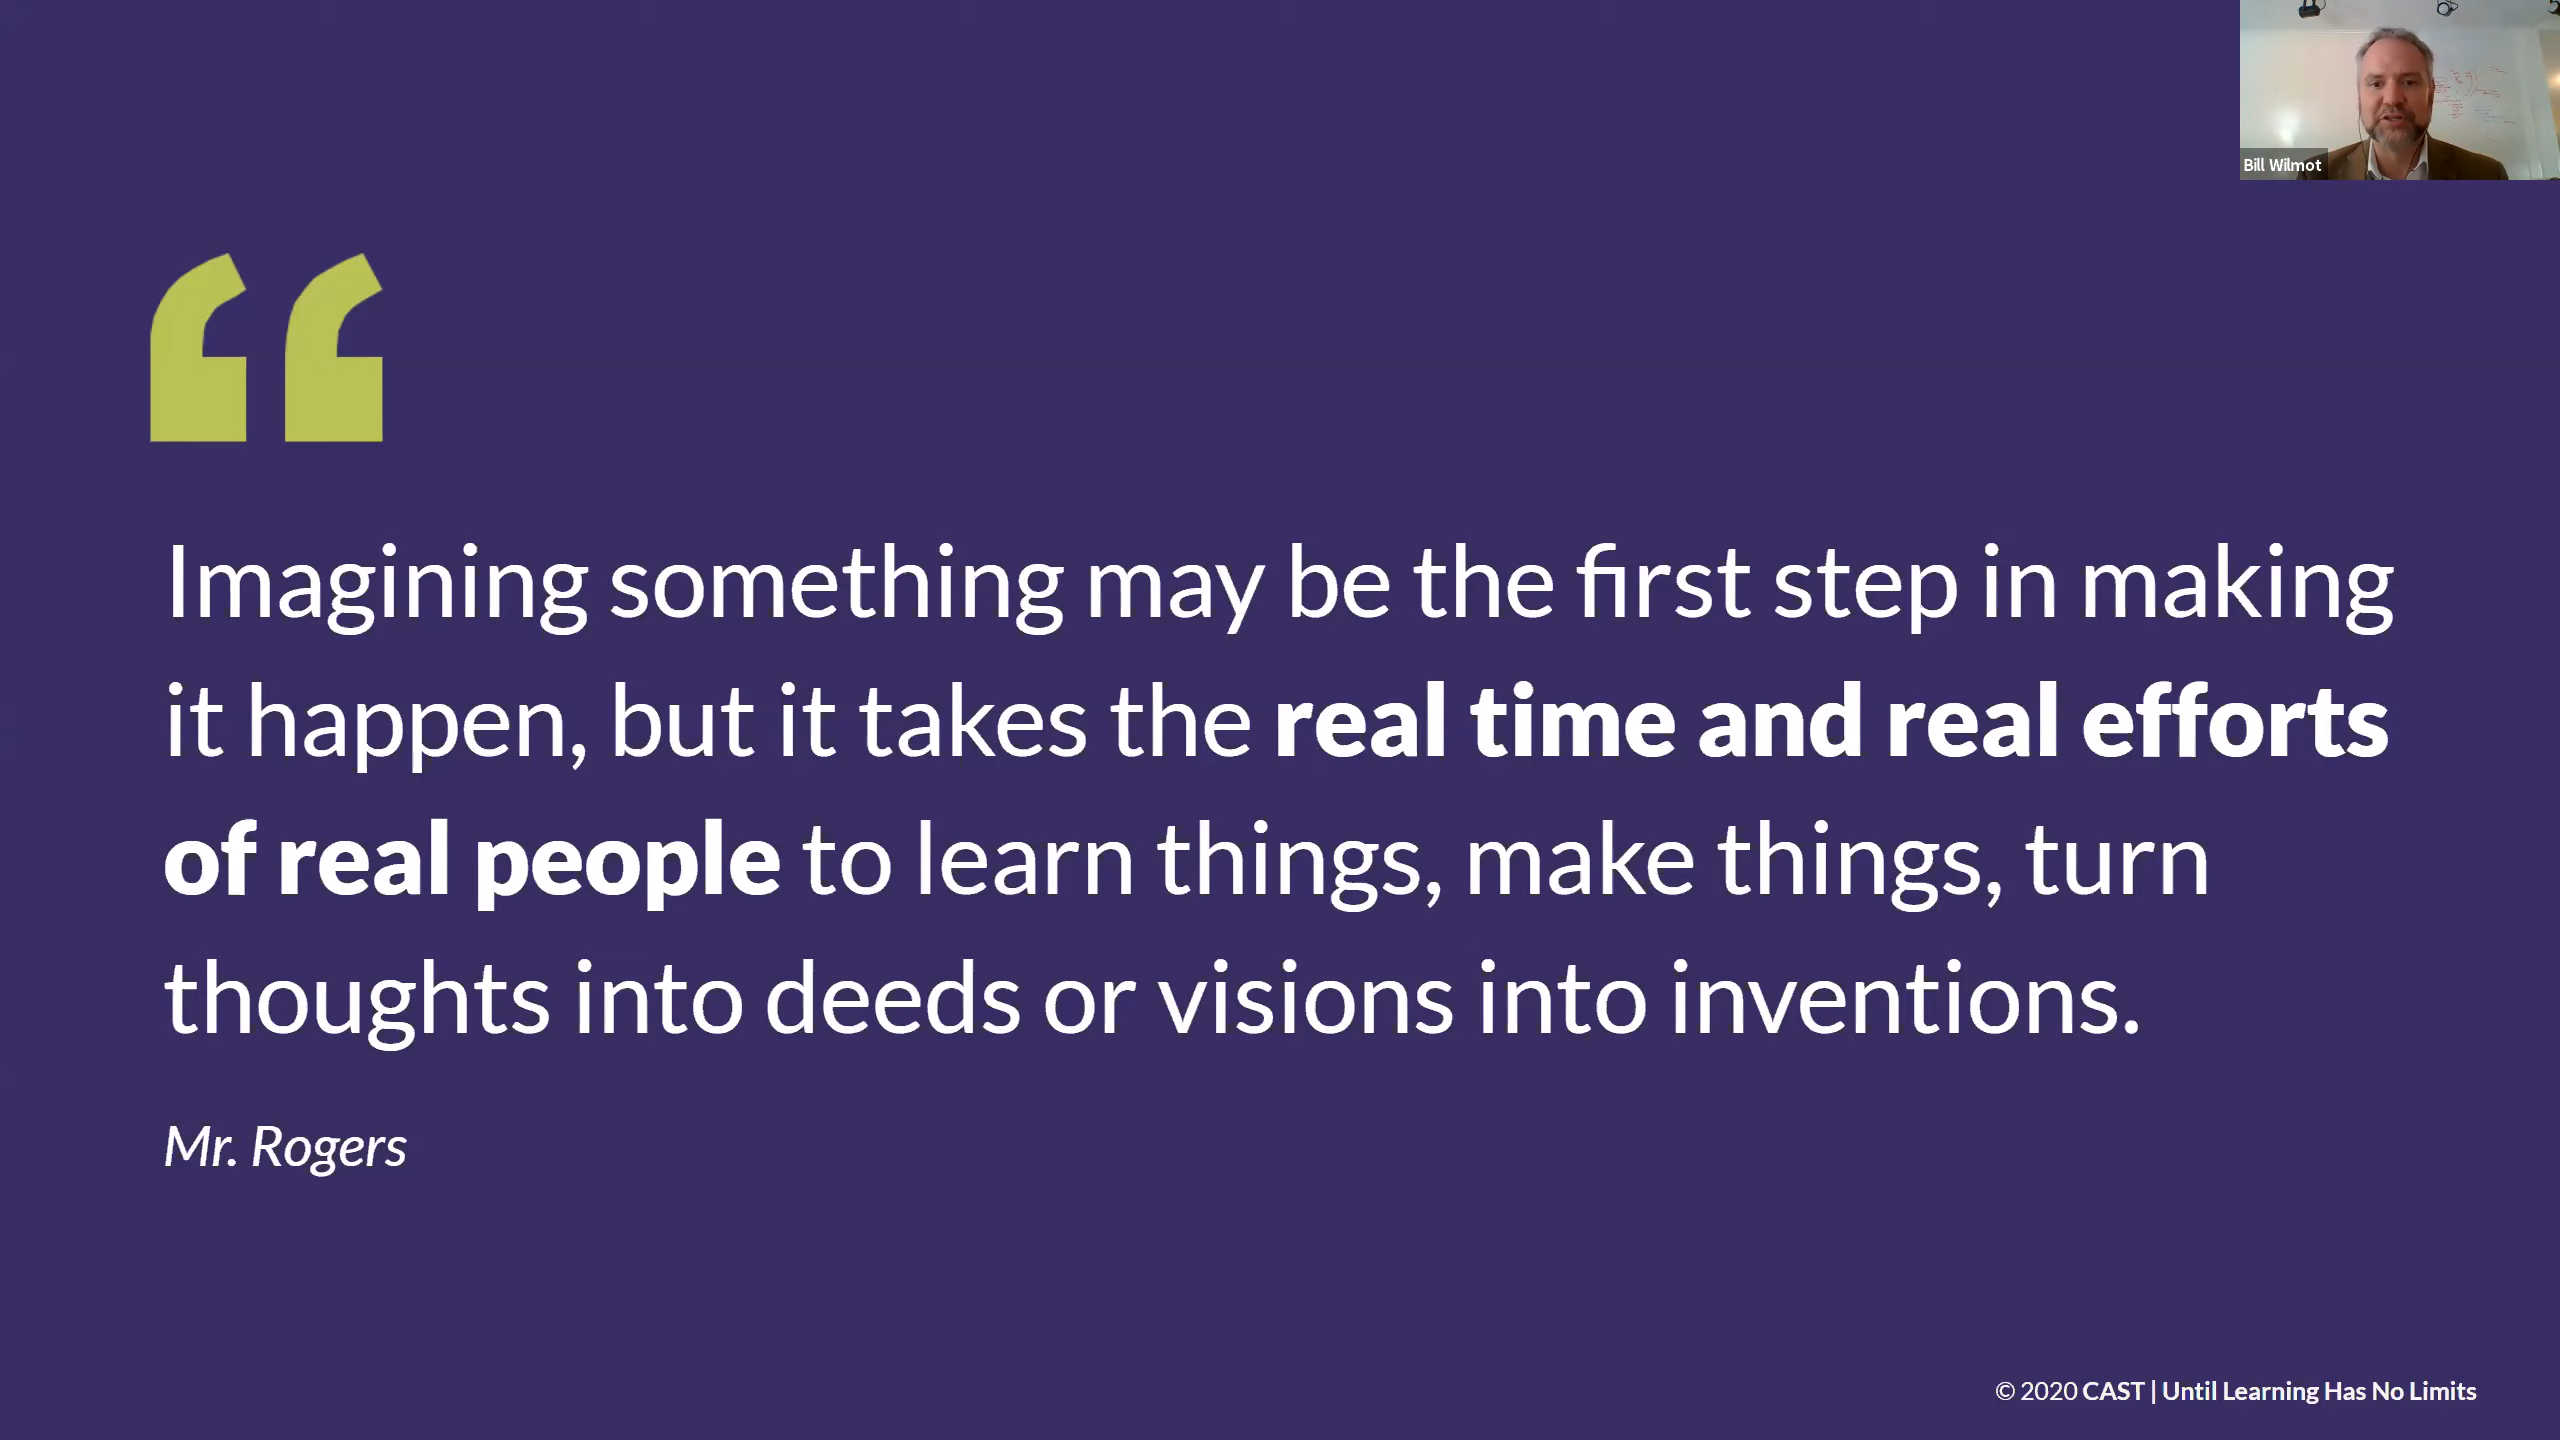 Bill Wilmot
“
Imagining something may be the first step in making
it happen, but it takes the real time and real efforts
of real people to learn things, make things, turn
thoughts into deeds or visions into inventions.
Mr. Rogers
© 2020 CAST | Until Learning Has No Limits